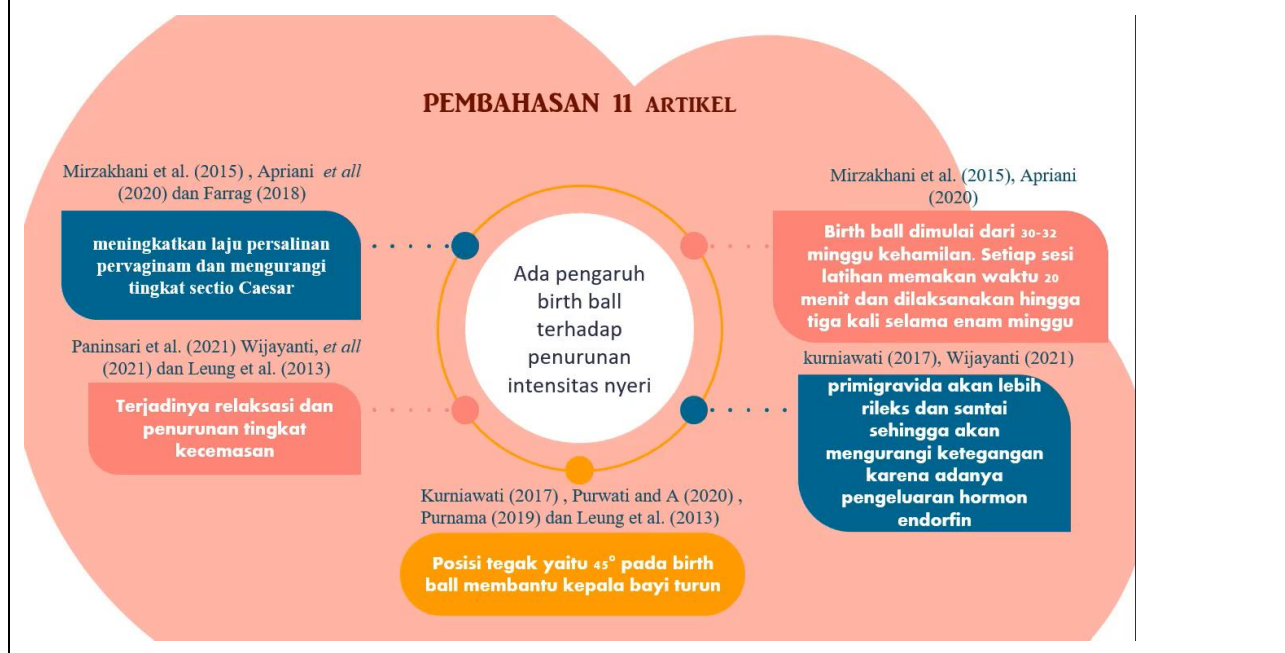 PEMBAHASAN 11 ARTIKEL
Mirzakhani et al. (2015) , Apriani et all
(2020) dan Farrag (2018)
meningkatkan laju persalinan
pervaginam dan mengurangi
tingkat sectio Caesar
Paninsari et al. (2021) Wijayanti, et all
(2021) dan Leung et al. (2013)
Terjadinya relaksasi dan
penurunan tingkat
kecemasan
Ada pengaruh
birth ball
terhadap
penurunan
intensitas nyeri
Kurniawati (2017) , Purwati and A (2020) ,
Purnama (2019) dan Leung et al. (2013)
Posisi tegak yaitu 45° pada birth
ball membantu kepala bayi turun
Mirzakhani et al. (2015), Apriani
(2020)
Birth ball dimulai dari 30-32
minggu kehamilan. Setiap sesi
latihan memakan waktu 20
menit dan dilaksanakan hingga
tiga kali selama enam minggu
kurniawati (2017), Wijayanti (2021)
primigravida akan lebih
rileks dan santai
sehingga akan
mengurangi ketegangan
karena adanya
pengeluaran hormon
endorfin